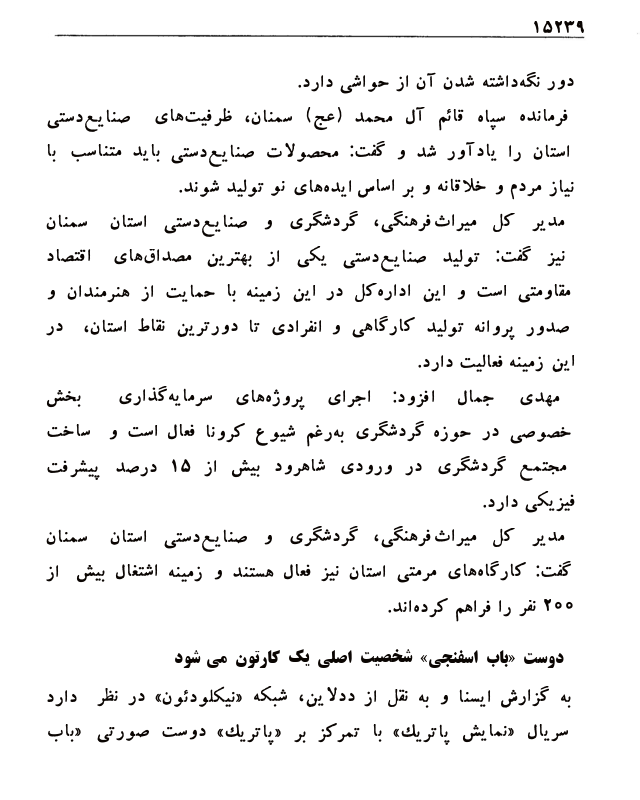 ۱۵۲۳۹
دور نگه‌داشته شدن آن از حواشی دارد.
فرمانده سپاه قائم آل محمد (عج) سمنان، ظرفیت‌های صنایع‌دستی
استان را یادآور شد و گفت: محصولات صنایع‌دستی باید متناسب با
نیاز مردم و خلاقانه و بر اساس ایده‌های نو تولید شوند.
مدیر کل میراث‌فرهنگی، گردشگری و صنایع‌دستی استان سمنان
نیز گفت: تولید صنایع‌دستی یکی از بهترین مصداق‌های اقتصاد
مقاومتی است و این اداره‌کل در این زمینه با حمایت از هنرمندان و
صدور پروانه تولید کارگاهی و انفرادی تا دورترین نقاط استان، در
این زمینه فعالیت دارد.
مهدی جمال افزود: اجرای پروژه‌های سرمایه‌گذاری بخش
خصوصی در حوزه گردشگری به‌رغم شیوع کرونا فعال است و ساخت
مجتمع گردشگری در ورودی شاهرود بیش از ۱۵ درصد پیشرفت
فیزیکی دارد.
مدیر کل میراث‌فرهنگی، گردشگری و صنایع‌دستی استان سمنان
گفت: کارگاه‌های مرمتی استان نیز فعال هستند و زمینه اشتغال بیش از
۲۰۰ نفر را فراهم کرده‌اند.
دوست «باب اسفنجی» شخصیت اصلی یک کارتون می شود
به گزارش ایسنا و به نقل از ددلاین، شبکه «نیکلودئون» در نظر دارد
سریال «نمایش پاتریك» با تمرکز بر «پاتریك» دوست صورتی «باب